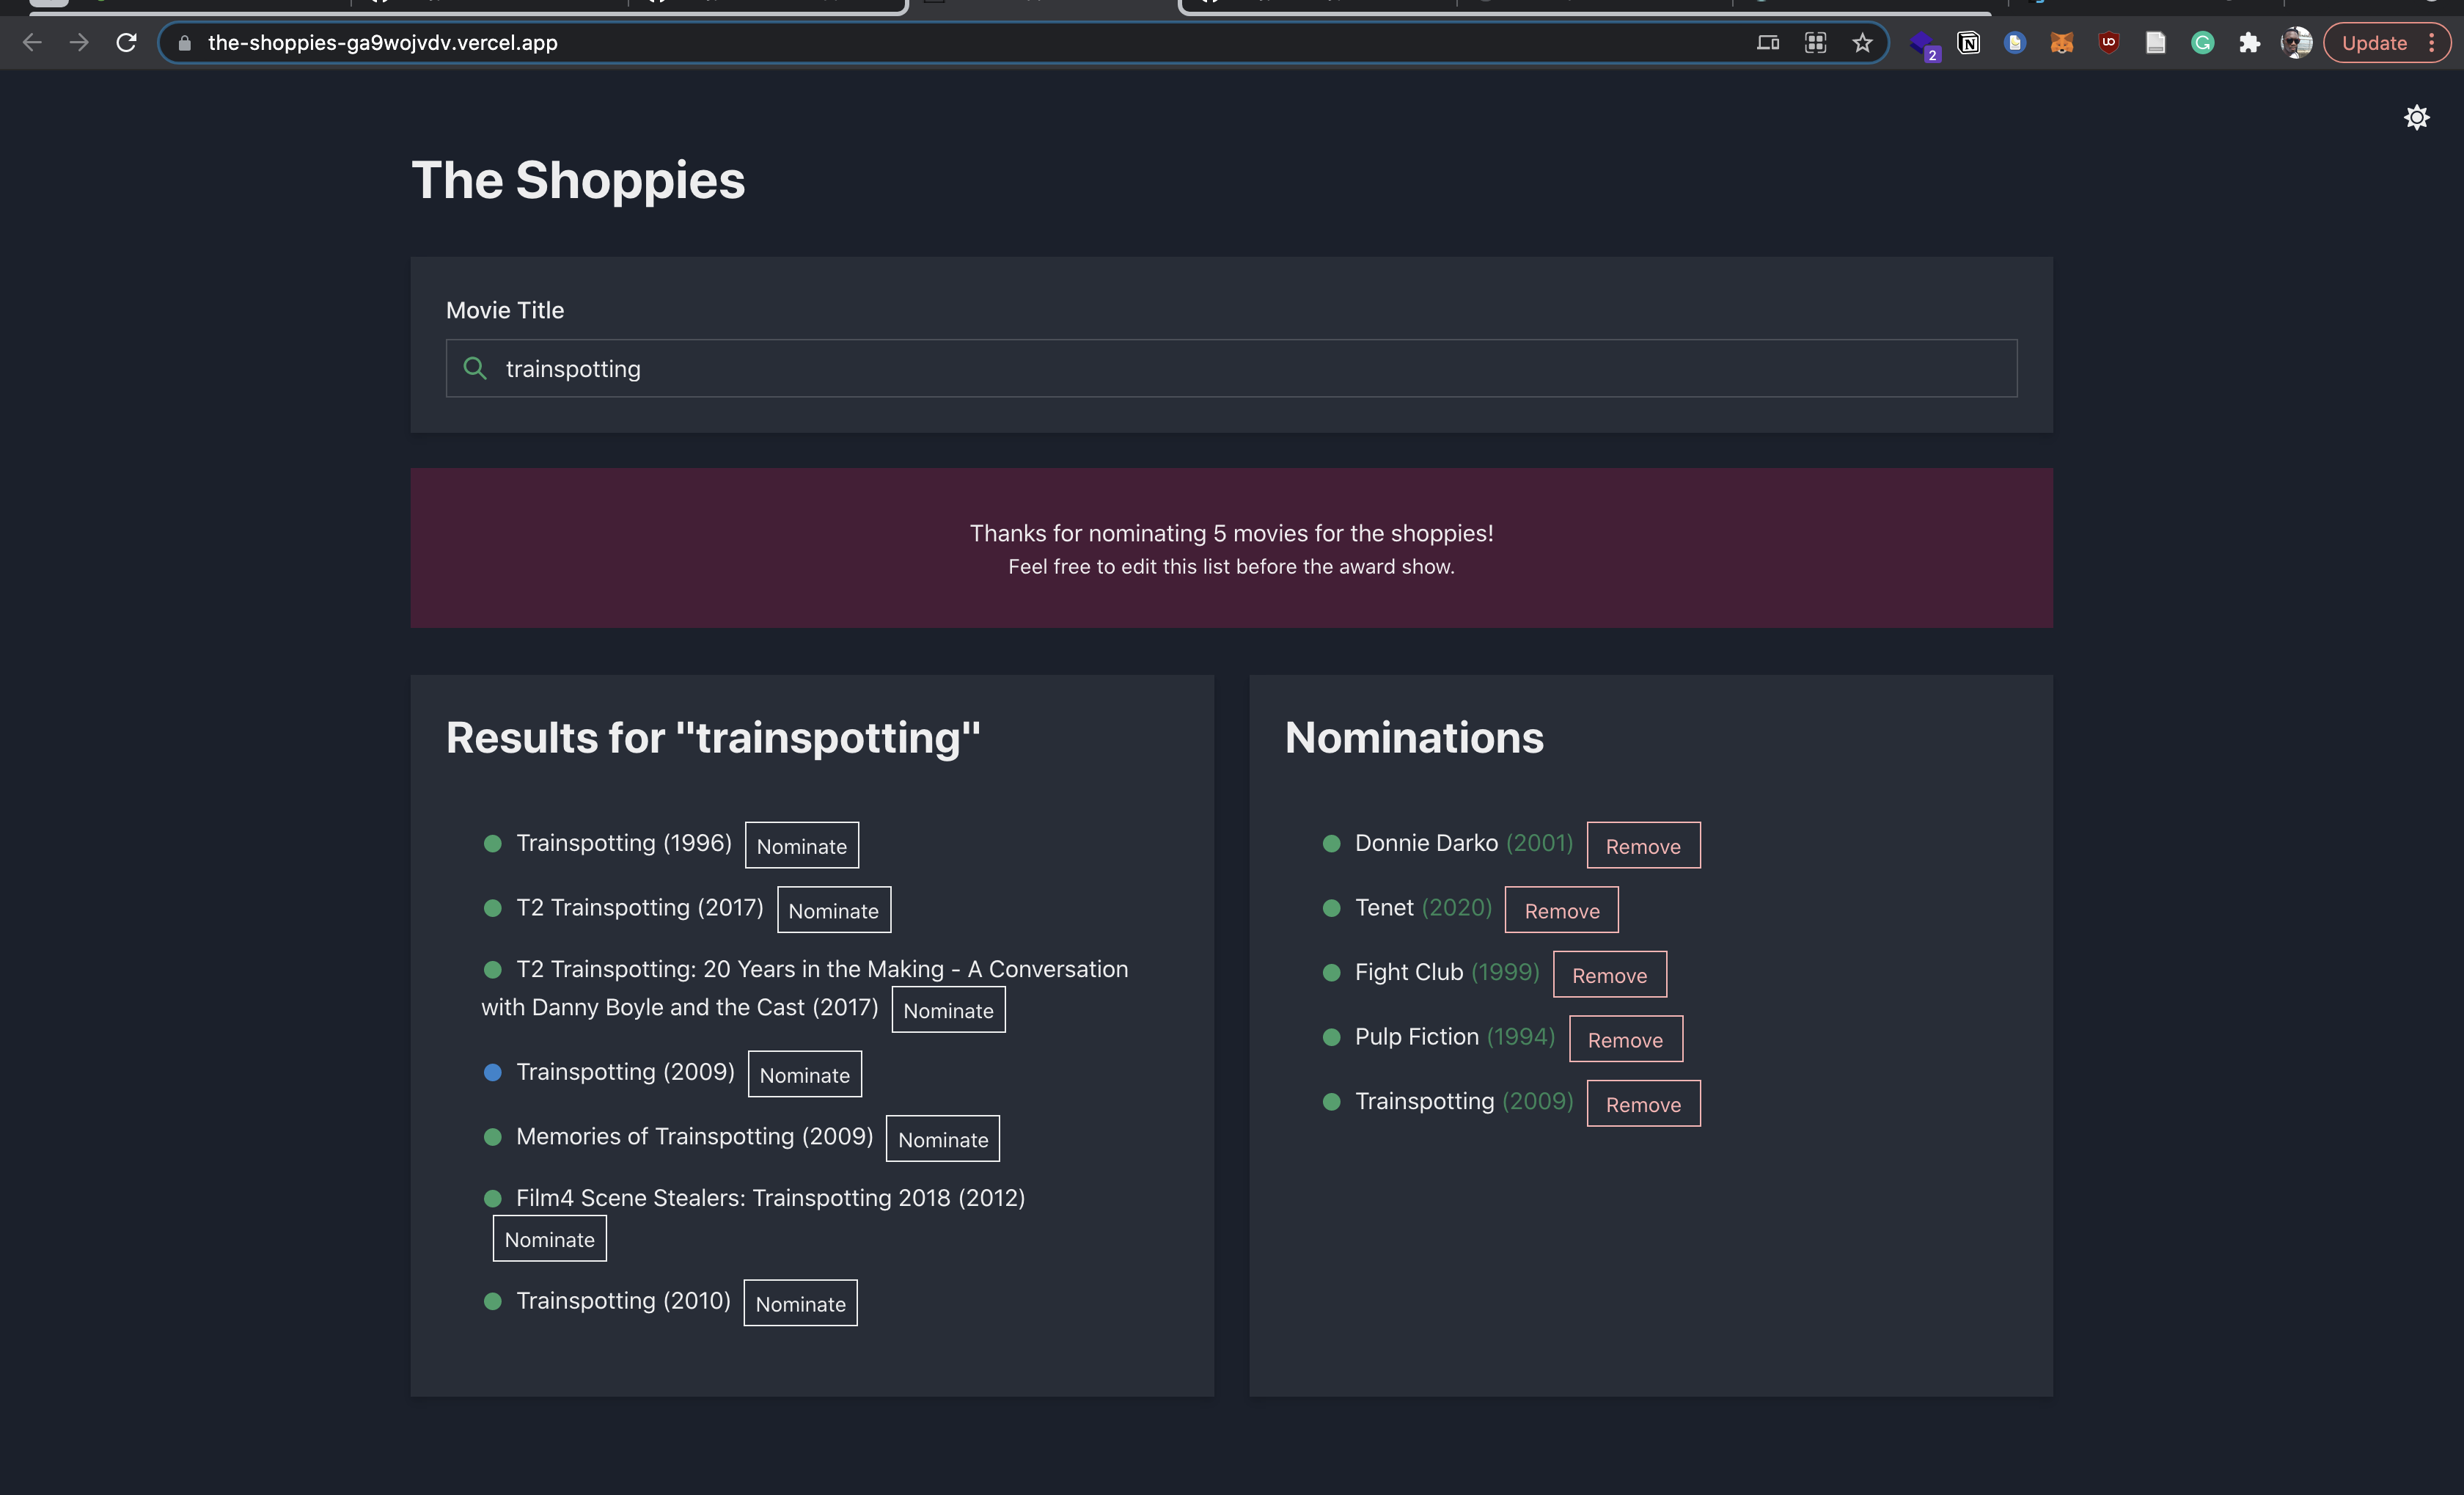 the-shoppies-ga9wojvdv.vercel.app
2
Update
The Shoppies
Movie Title
trainspotting
Thanks for nominating 5 movies for the shoppies!
Feel free to edit this list before the award show.
Results for "trainspotting"
Trainspotting (1996) Nominate
T2 Trainspotting (2017) Nominate
T2 Trainspotting: 20 Years in the Making - A Conversation
with Danny Boyle and the Cast (2017) Nominate
Trainspotting (2009) Nominate
Memories of Trainspotting (2009) Nominate
Film4 Scene Stealers: Trainspotting 2018 (2012)
Nominate
Trainspotting (2010) Nominate
Nominations
Donnie Darko (2001) Remove
Tenet (2020) Remove
Fight Club (1999) Remove
Pulp Fiction (1994) Remove
Trainspotting (2009) Remove